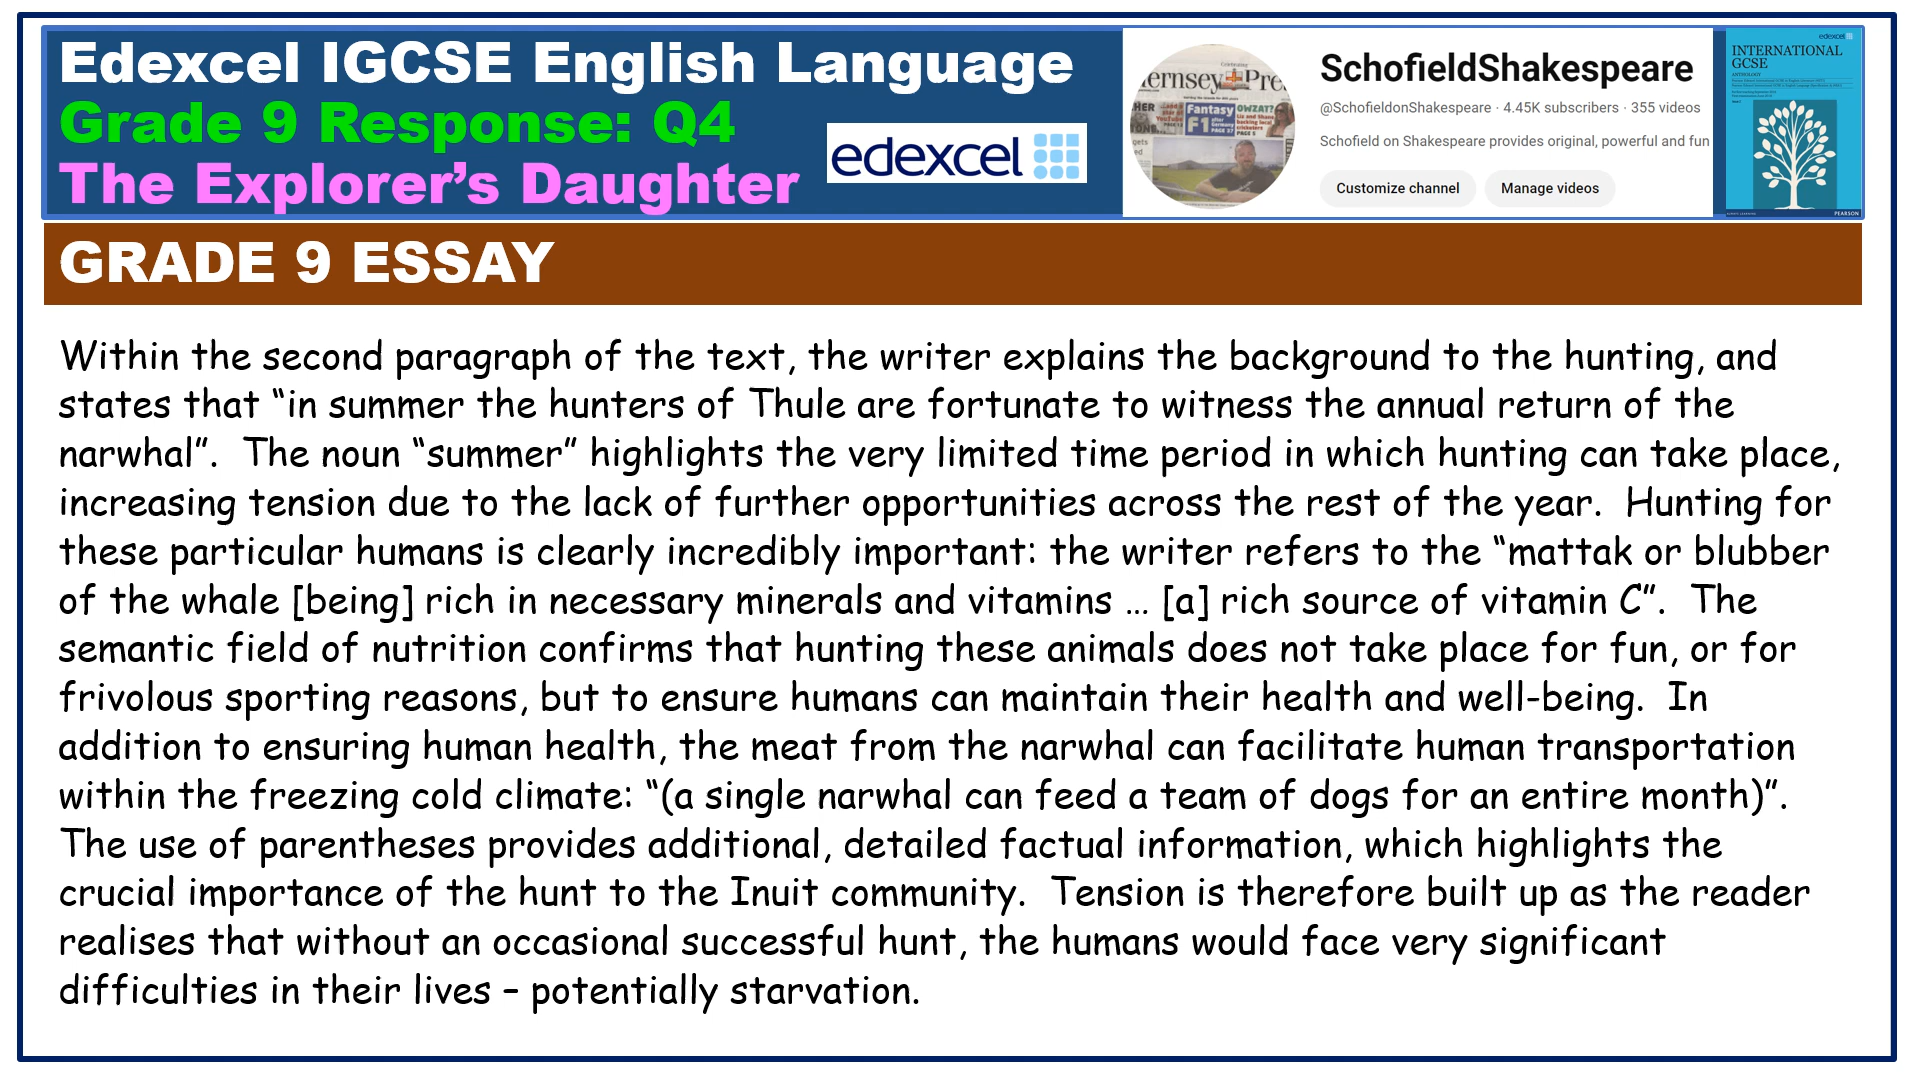 Edexcel IGCSE English Language
Grade 9 Response: Q4
The Explorer's Daughter
edexcel
SchofieldShakespeare
@SchofieldonShakespeare · 4.45K subscribers · 355 videos
Schofield on Shakespeare provides original, powerful and fun
Customize channel
Manage videos
ernsey Pre
Fantasy
F1
OWZAT?
edexcel
INTERNATIONAL
GCSE
ANTHOLOGY
PEARSON
GRADE 9 ESSAY
Within the second paragraph of the text, the writer explains the background to the hunting, and
states that “in summer the hunters of Thule are fortunate to witness the annual return of the
narwhal”.  The noun “summer” highlights the very limited time period in which hunting can take place,
increasing tension due to the lack of further opportunities across the rest of the year.  Hunting for
these particular humans is clearly incredibly important: the writer refers to the “mattak or blubber
of the whale [being] rich in necessary minerals and vitamins … [a] rich source of vitamin C”.  The
semantic field of nutrition confirms that hunting these animals does not take place for fun, or for
frivolous sporting reasons, but to ensure humans can maintain their health and well-being.  In
addition to ensuring human health, the meat from the narwhal can facilitate human transportation
within the freezing cold climate: “(a single narwhal can feed a team of dogs for an entire month)”.
The use of parentheses provides additional, detailed factual information, which highlights the
crucial importance of the hunt to the Inuit community.  Tension is therefore built up as the reader
realises that without an occasional successful hunt, the humans would face very significant
difficulties in their lives – potentially starvation.